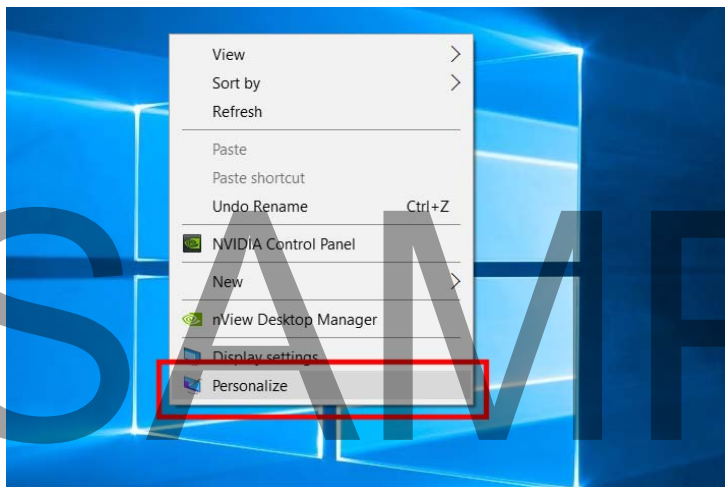 View
Sort by
Refresh
Paste
Paste shortcut
Undo Rename Ctrl+Z
NVIDIA Control Panel
New
nView Desktop Manager
Display settings
Personalize
SAMP